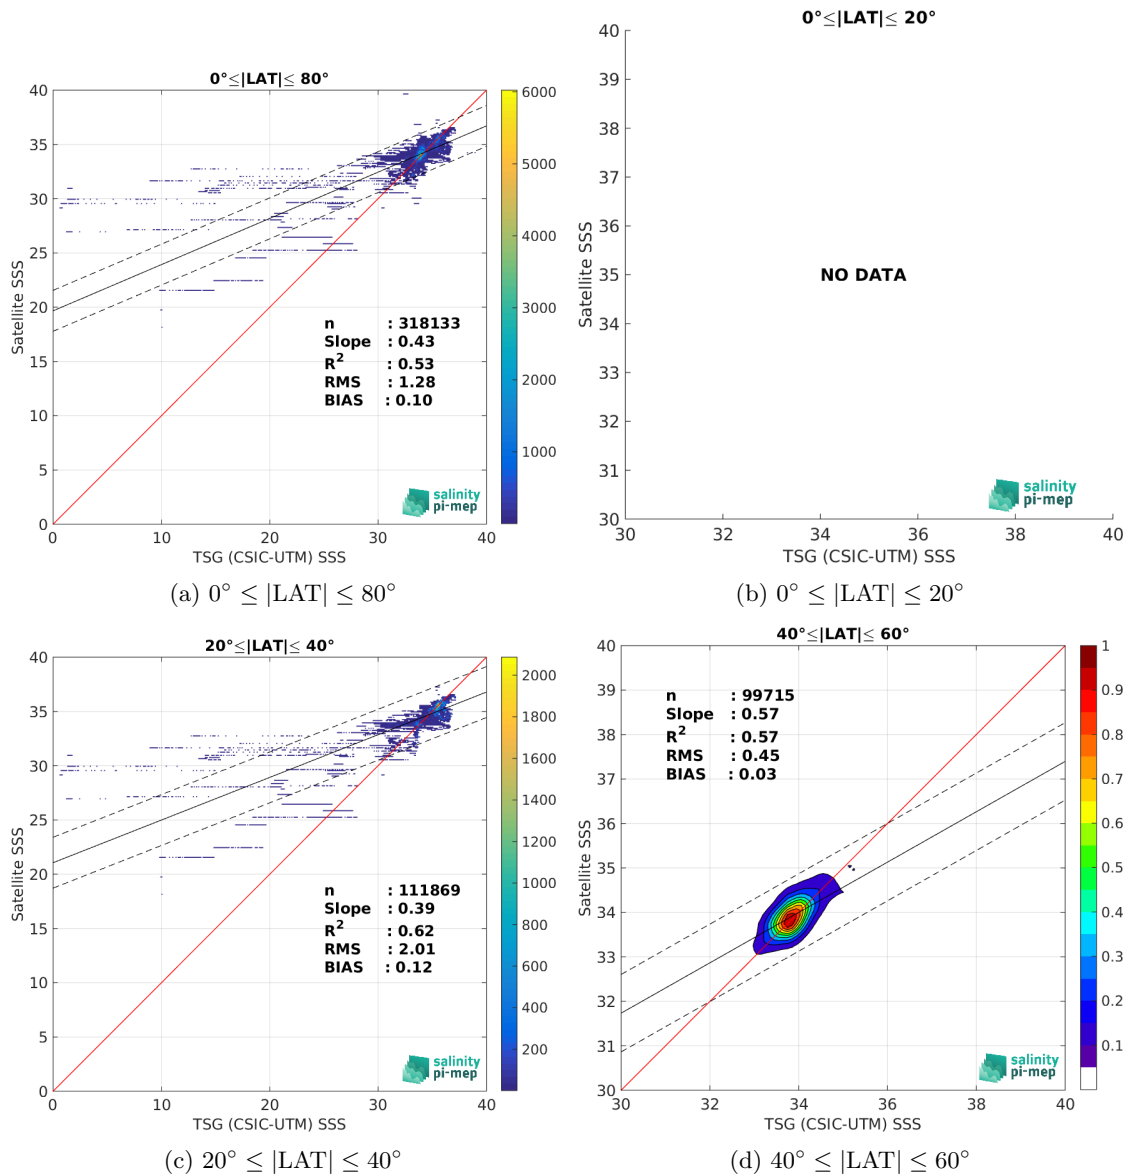 0°≤|LAT|≤ 80°
40
35
30
25
20
15
10
5
0
Satellite SSS
n : 318133
Slope : 0.43
R2 : 0.53
RMS : 1.28
BIAS : 0.10
salinity
pi-mep
0 10 20 30 40
TSG (CSIC-UTM) SSS
6000
5000
4000
3000
2000
1000
(a) 0° ≤ |LAT| ≤ 80°
0°≤|LAT|≤ 20°
40
39
38
37
36
35
34
33
32
31
30
Satellite SSS
NO DATA
salinity
pi-mep
30 32 34 36 38 40
TSG (CSIC-UTM) SSS
(b) 0° ≤ |LAT| ≤ 20°
20°≤|LAT|≤ 40°
40
35
30
25
20
15
10
5
0
Satellite SSS
n : 111869
Slope : 0.39
R2 : 0.62
RMS : 2.01
BIAS : 0.12
salinity
pi-mep
0 10 20 30 40
TSG (CSIC-UTM) SSS
2000
1800
1600
1400
1200
1000
800
600
400
200
(c) 20° ≤ |LAT| ≤ 40°
40°≤|LAT|≤ 60°
40
39
38
37
36
35
34
33
32
31
30
Satellite SSS
n : 99715
Slope : 0.57
R2 : 0.57
RMS : 0.45
BIAS : 0.03
salinity
pi-mep
30 32 34 36 38 40
TSG (CSIC-UTM) SSS
1
0.9
0.8
0.7
0.6
0.5
0.4
0.3
0.2
0.1
(d) 40° ≤ |LAT| ≤ 60°